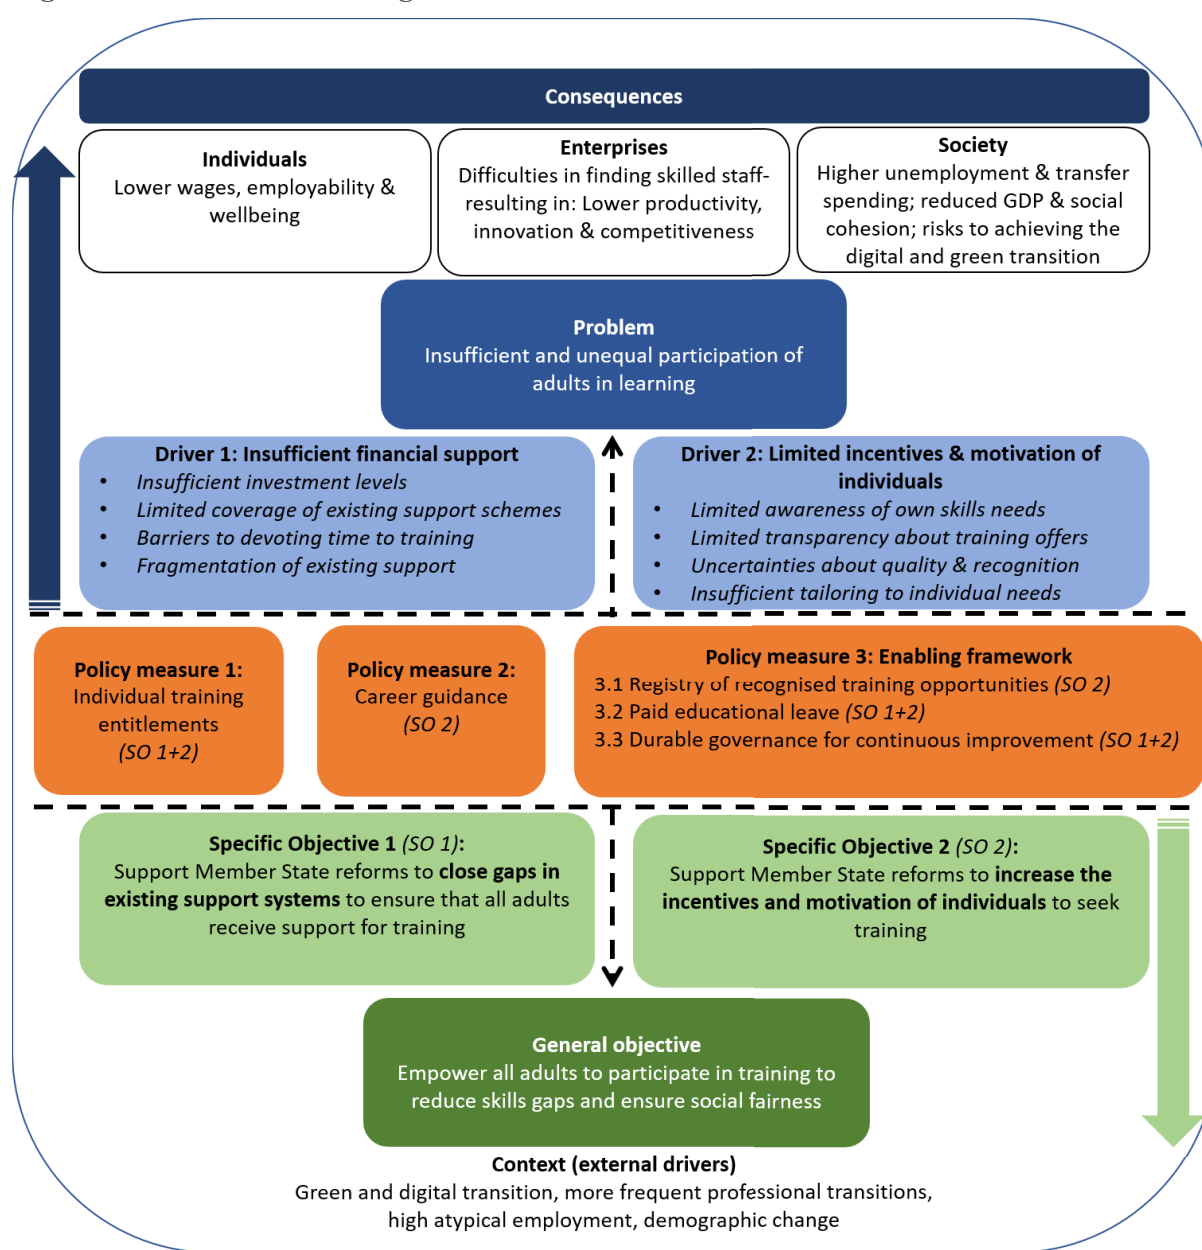 Consequences
Individuals
Lower wages, employability &
wellbeing
Enterprises
Difficulties in finding skilled staff-
resulting in: Lower productivity,
innovation & competitiveness
Society
Higher unemployment & transfer
spending; reduced GDP & social
cohesion; risks to achieving the
digital and green transition
Problem
Insufficient and unequal participation of
adults in learning
Driver 1: Insufficient financial support
• Insufficient investment levels
• Limited coverage of existing support schemes
• Barriers to devoting time to training
• Fragmentation of existing support
Driver 2: Limited incentives & motivation of
individuals
• Limited awareness of own skills needs
• Limited transparency about training offers
• Uncertainties about quality & recognition
• Insufficient tailoring to individual needs
Policy measure 1:
Individual training
entitlements
(SO 1+2)
Policy measure 2:
Career guidance
(SO 2)
Policy measure 3: Enabling framework
3.1 Registry of recognised training opportunities (SO 2)
3.2 Paid educational leave (SO 1+2)
3.3 Durable governance for continuous improvement (SO 1+2)
Specific Objective 1 (SO 1):
Support Member State reforms to close gaps in
existing support systems to ensure that all adults
receive support for training
Specific Objective 2 (SO 2):
Support Member State reforms to increase the
incentives and motivation of individuals to seek
training
General objective
Empower all adults to participate in training to
reduce skills gaps and ensure social fairness
Context (external drivers)
Green and digital transition, more frequent professional transitions,
high atypical employment, demographic change